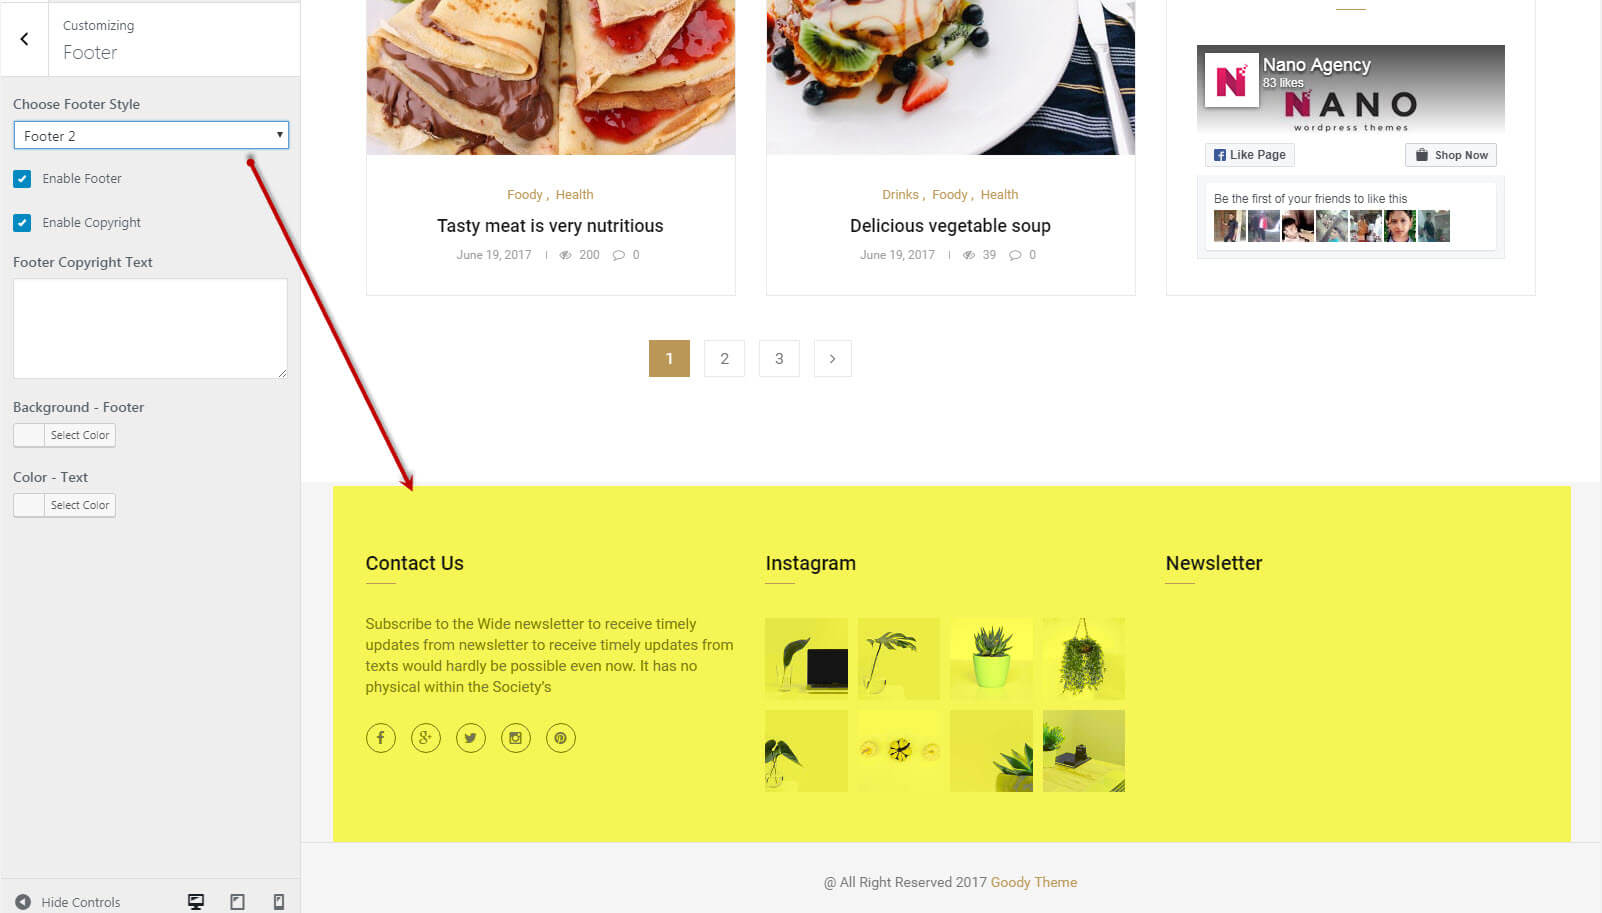 Customizing
Footer
Choose Footer Style
Footer 2
Enable Footer
Enable Copyright
Footer Copyright Text
Background - Footer
Select Color
Color - Text
Select Color
Hide Controls
Foody , Health
Tasty meat is very nutritious
June 19, 2017 | 200 0
Drinks , Foody , Health
Delicious vegetable soup
June 19, 2017 | 39 0
Nano Agency
83 likes
NANO
wordpress themes
Like Page
Shop Now
Be the first of your friends to like this
1 2 3 >
Contact Us
Subscribe to the Wide newsletter to receive timely
updates from newsletter to receive timely updates from
texts would hardly be possible even now. It has no
physical within the Society's
Instagram
Newsletter
@ All Right Reserved 2017 Goody Theme